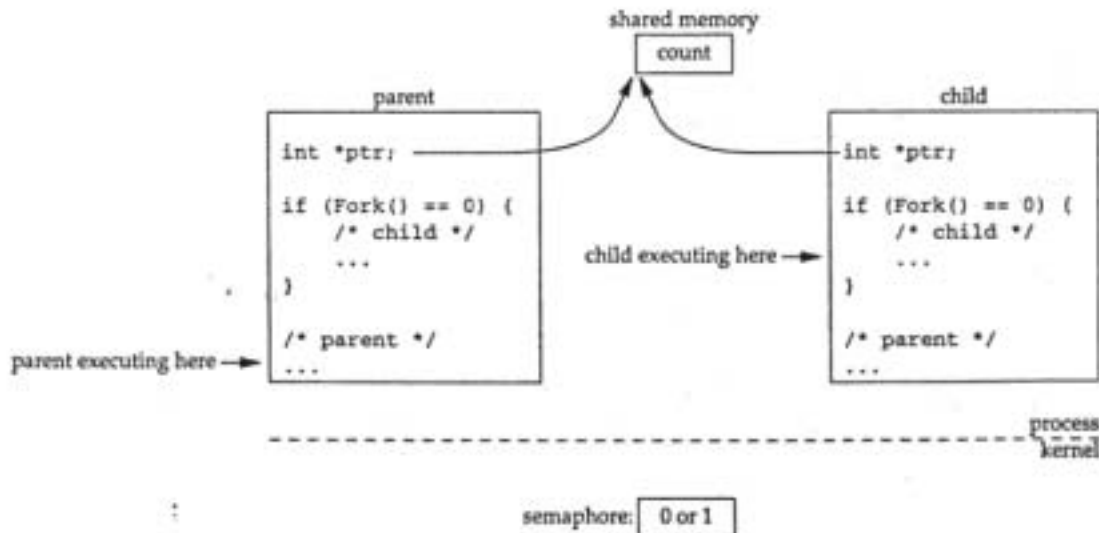 shared memory
count
parent
int *ptr;
if (Fork() == 0) {
/* child */
...
}
/* parent */
...
parent executing here
child
int *ptr;
if (Fork() == 0) {
/* child */
...
}
/* parent */
...
child executing here
process
kernel
semaphore: 0 or 1